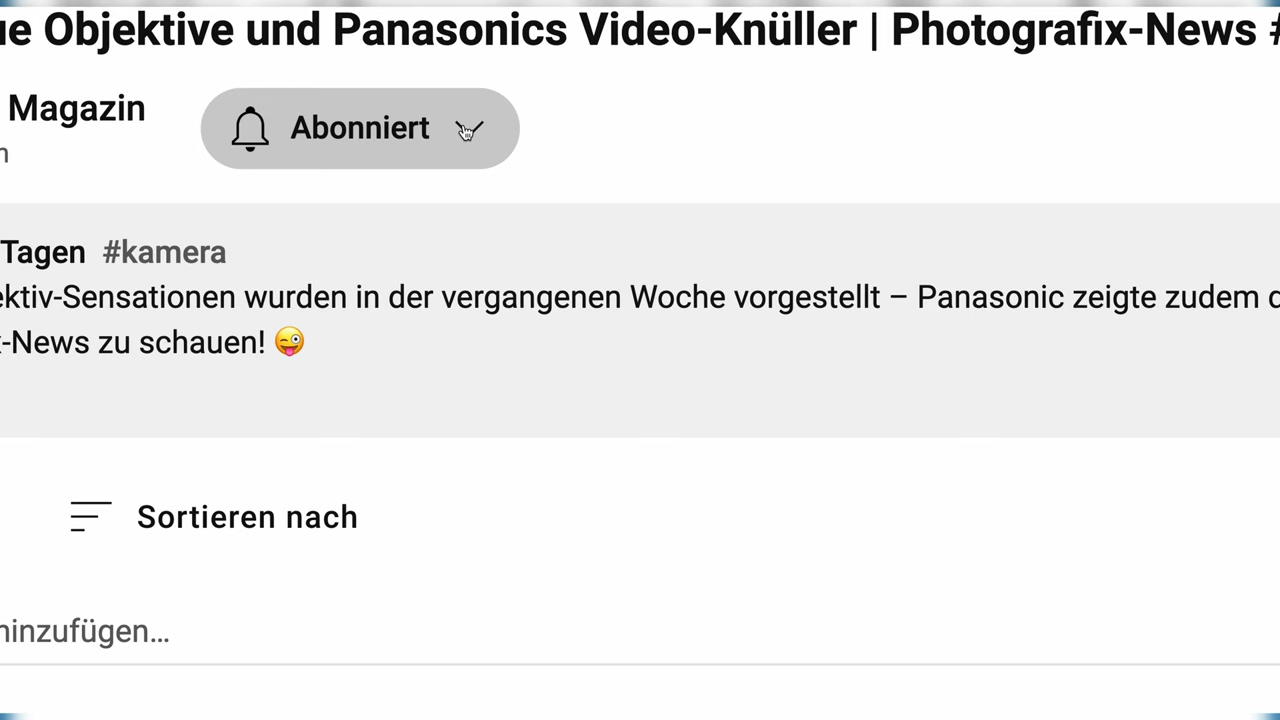 ue Objektive und Panasonics Video-Knüller | Photografix-News #
Magazin
Abonniert
n
Tagen #kamera
ektiv-Sensationen wurden in der vergangenen Woche vorgestellt – Panasonic zeigte zudem d
x-News zu schauen! 😜
Sortieren nach
hinzufügen...